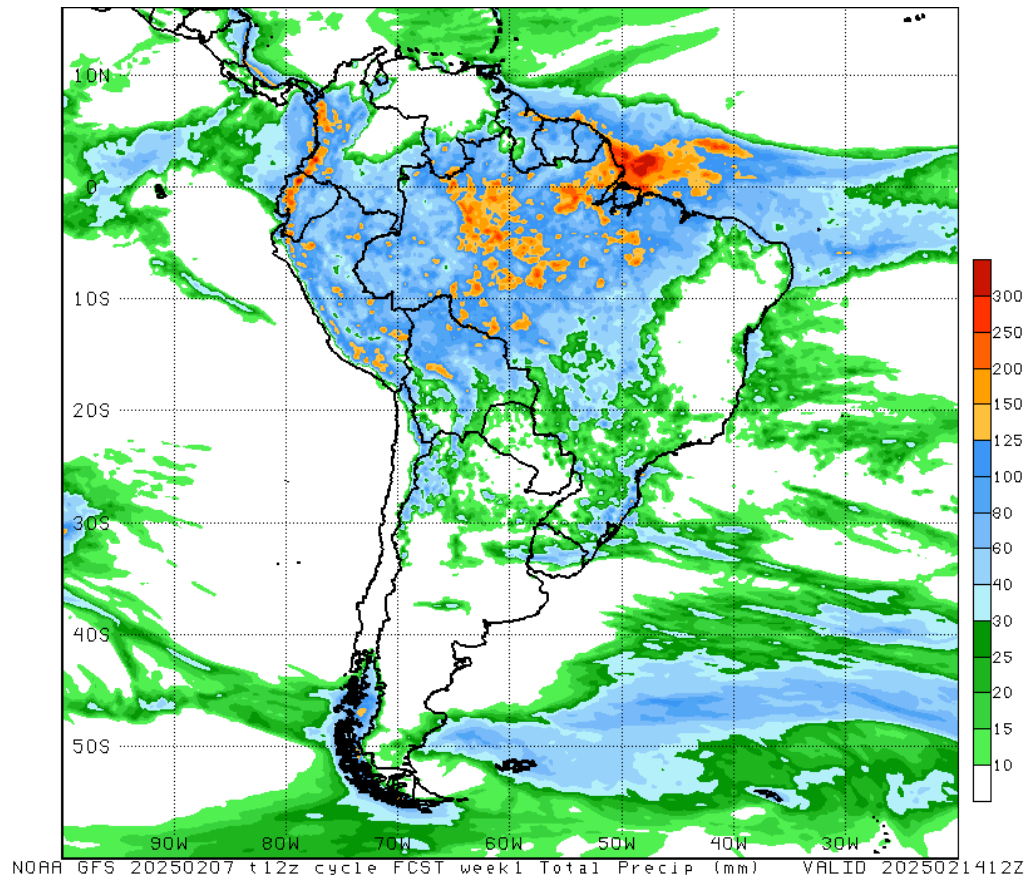 10N
0
10S
20S
30S
40S
50S
90W 80W 70W 60W 50W 40W 30W
300
250
200
150
125
100
80
60
40
30
25
20
15
10
NOAA GFS 20250207 t12z cycle FCST week1 Total Precip (mm) VALID 2025021412Z